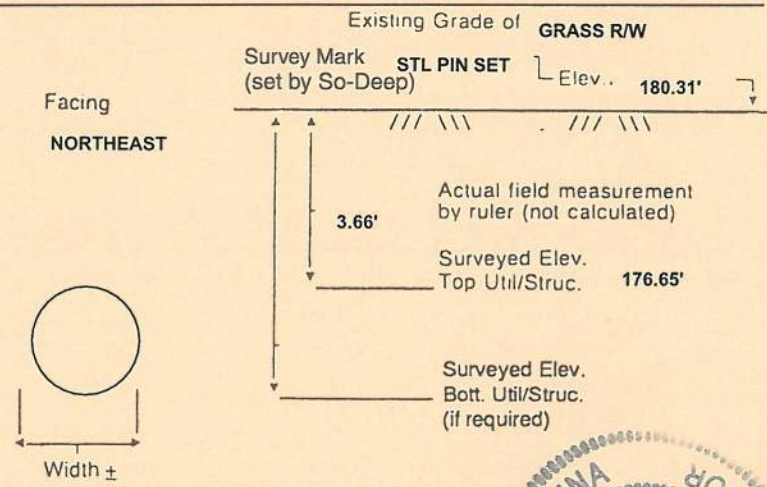 Existing Grade of GRASS R/W
Survey Mark STL PIN SET Elev.. 180.31'
(set by So-Deep)
Facing
NORTHEAST
3.66'
Actual field measurement
by ruler (not calculated)
Surveyed Elev.
Top Util/Struc. 176.65'
Surveyed Elev.
Bott. Util/Struc.
(if required)
Width ±